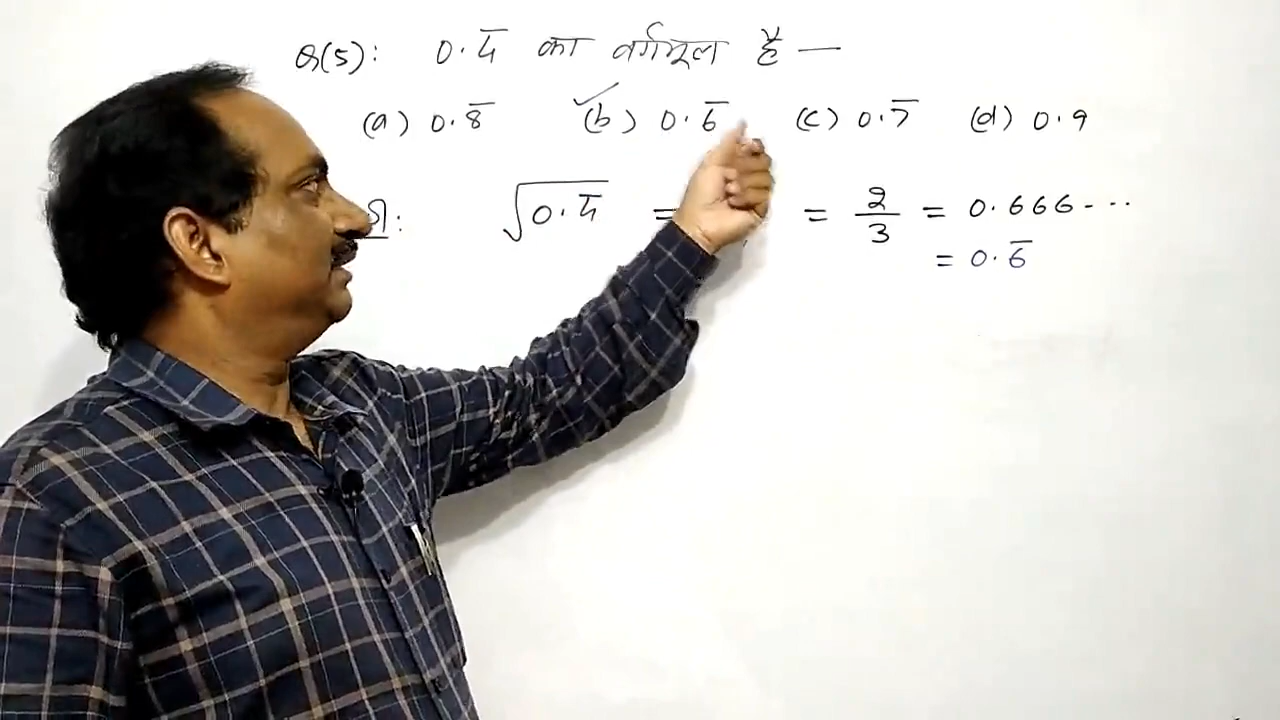 Q(5): 0.4̅ का वर्गमूल है —
(a) 0.8̅ (b) 0.6̅ (c) 0.7̅ (d) 0.9
√0.4̅ = = 2/3 = 0.666---
= 0.6̅